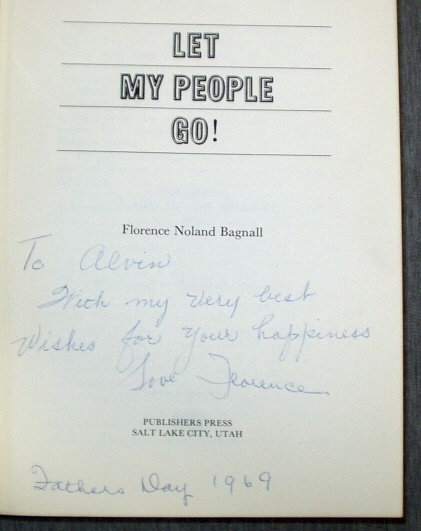 LET
MY PEOPLE
GO!
Florence Noland Bagnall
To Alvin
With my very best
Wishes for your happiness
Love Florence
PUBLISHERS PRESS
SALT LAKE CITY, UTAH
Fathers Day 1969